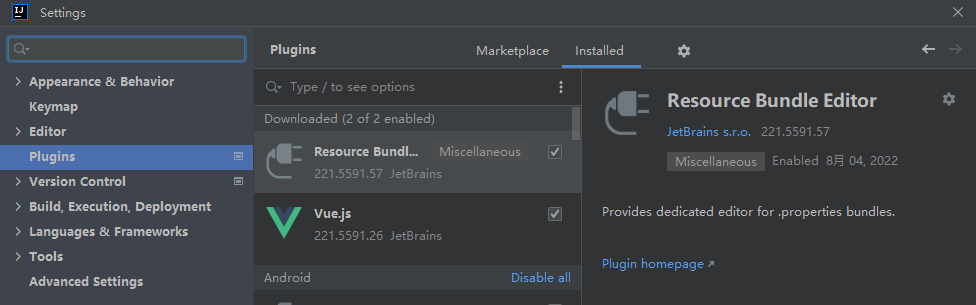 IJ Settings
Plugins Marketplace Installed
Appearance & Behavior
Keymap
Editor
Plugins
Version Control
Build, Execution, Deployment
Languages & Frameworks
Tools
Advanced Settings
Type / to see options
Downloaded (2 of 2 enabled)
Resource Bundl... Miscellaneous
221.5591.57 JetBrains
Vue.js
221.5591.26 JetBrains
Android Disable all
Resource Bundle Editor
JetBrains s.r.o. 221.5591.57
Miscellaneous Enabled 8月 04, 2022
Provides dedicated editor for .properties bundles.
Plugin homepage ↗